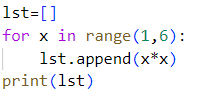 lst=[]
for x in range(1,6):
    lst.append(x*x)
print(lst)